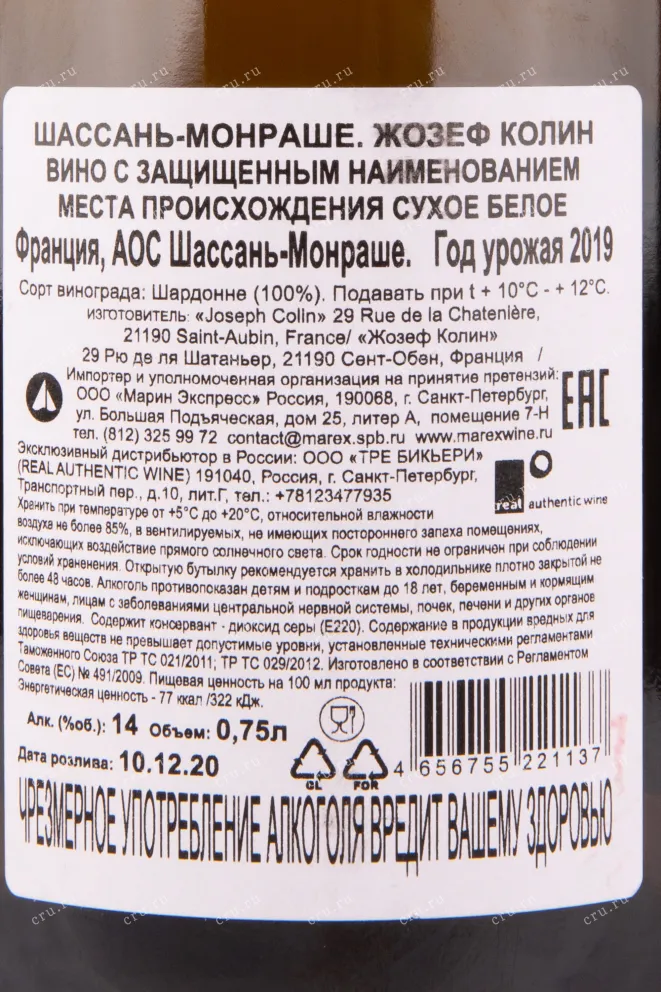 ШАССАНЬ-МОНРАШЕ. ЖОЗЕФ КОЛИН
ВИНО С ЗАЩИЩЕННЫМ НАИМЕНОВАНИЕМ
МЕСТА ПРОИСХОЖДЕНИЯ СУХОЕ БЕЛОЕ
Франция, АОС Шассань-Монраше. Год урожая 2019
Сорт винограда: Шардонне (100%). Подавать при t + 10°C - + 12°C.
изготовитель: «Joseph Colin» 29 Rue de la Chatenière,
21190 Saint-Aubin, France/ «Жозеф Колин»
29 Рю де ля Шатаньер, 21190 Сент-Обен, Франция /
Импортер и уполномоченная организация на принятие претензий:
ООО «Марин Экспресс» Россия, 190068, г. Санкт-Петербург,
ул. Большая Подъяческая, дом 25, литер А, помещение 7-Н
тел. (812) 325 99 72 contact@marex.spb.ru www.marexwine.ru
EAC
Эксклюзивный дистрибьютор в России: ООО «ТРЕ БИКЬЕРИ»
(REAL AUTHENTIC WINE) 191040, Россия, г. Санкт-Петербург,
Транспортный пер., д.10, лит.Г, тел.: +78123477935
real authentic wine
Хранить при температуре от +5°C до +20°C, относительной влажности
воздуха не более 85%, в вентилируемых, не имеющих постороннего запаха помещениях,
исключающих воздействие прямого солнечного света. Срок годности не ограничен при соблюдении
условий хранения. Открытую бутылку рекомендуется хранить в холодильнике плотно закрытой не
более 48 часов. Алкоголь противопоказан детям и подросткам до 18 лет, беременным и кормящим
женщинам, лицам с заболеваниями центральной нервной системы, почек, печени и других органов
пищеварения. Содержит консервант - диоксид серы (Е220). Содержание в продукции вредных для
здоровья веществ не превышает допустимые уровни, установленные техническими регламентами
Таможенного Союза ТР ТС 021/2011; ТР ТС 029/2012. Изготовлено в соответствии с Регламентом
Совета (ЕС) № 491/2009. Пищевая ценность на 100 мл продукта:
Энергетическая ценность - 77 ккал /322 кДж.
Алк. (%об.): 14 Объем: 0,75л
Дата розлива: 10.12.20
GL
FOR
4 656755 221137
ЧРЕЗМЕРНОЕ УПОТРЕБЛЕНИЕ АЛКОГОЛЯ ВРЕДИТ ВАШЕМУ ЗДОРОВЬЮ
cru.ru